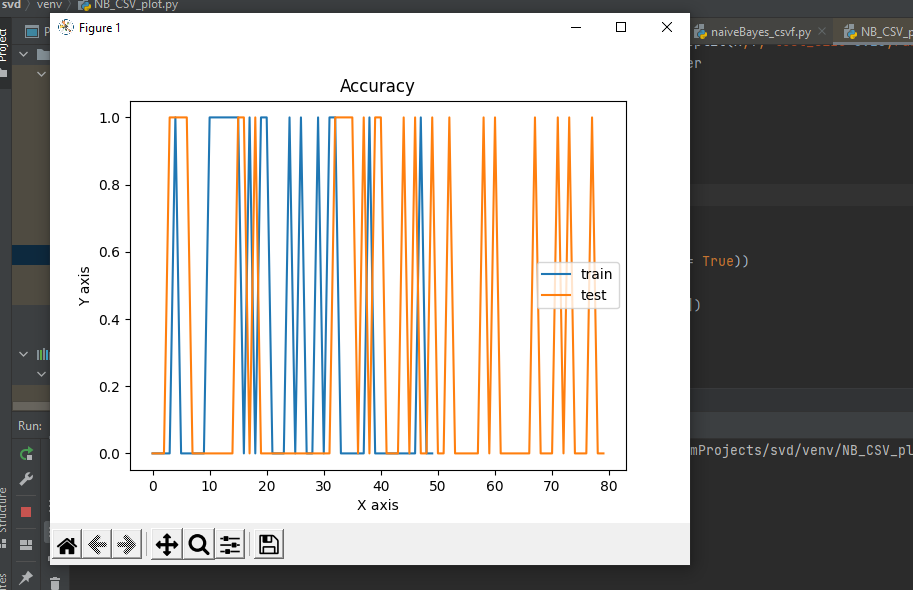 svd
venv
NB_CSV_plot.py
Figure 1
naiveBayes_csvf.py
NB_CSV_p
Project
er
Accuracy
1.0
0.8
0.6
0.4
0.2
0.0
Y axis
train
test
0 10 20 30 40 50 60 70 80
X axis
= True))
])
Run:
mProjects/svd/venv/NB_CSV_pl
Structure